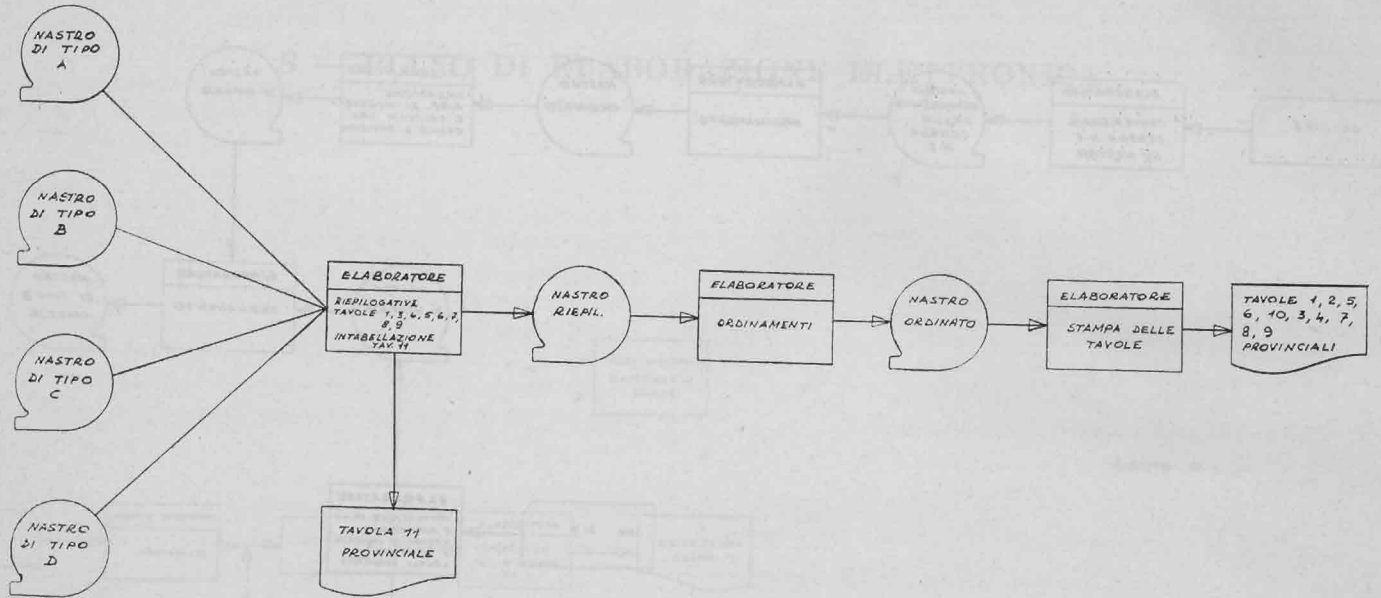 NASTRO
DI TIPO
A
NASTRO
DI TIPO
B
NASTRO
DI TIPO
C
NASTRO
DI TIPO
D
ELABORATORE
RIEPILOGATIVE
TAVOLE 1, 3, 4, 5, 6, 7,
8, 9
INTABELLAZIONE
TAV. 11
TAVOLA 11
PROVINCIALE
NASTRO
RIEPIL.
ELABORATORE
ORDINAMENTI
NASTRO
ORDINATO
ELABORATORE
STAMPA DELLE
TAVOLE
TAVOLE 1, 2, 5,
6, 10, 3, 4, 7,
8, 9
PROVINCIALI